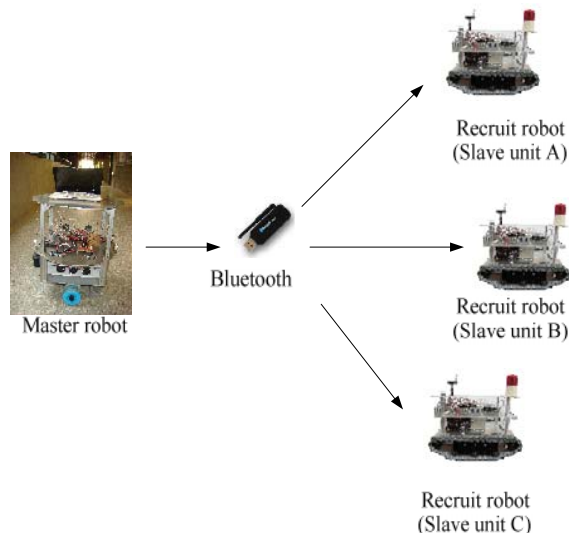 Recruit robot
(Slave unit A)
Master robot
Bluetooth
Recruit robot
(Slave unit B)
Recruit robot
(Slave unit C)